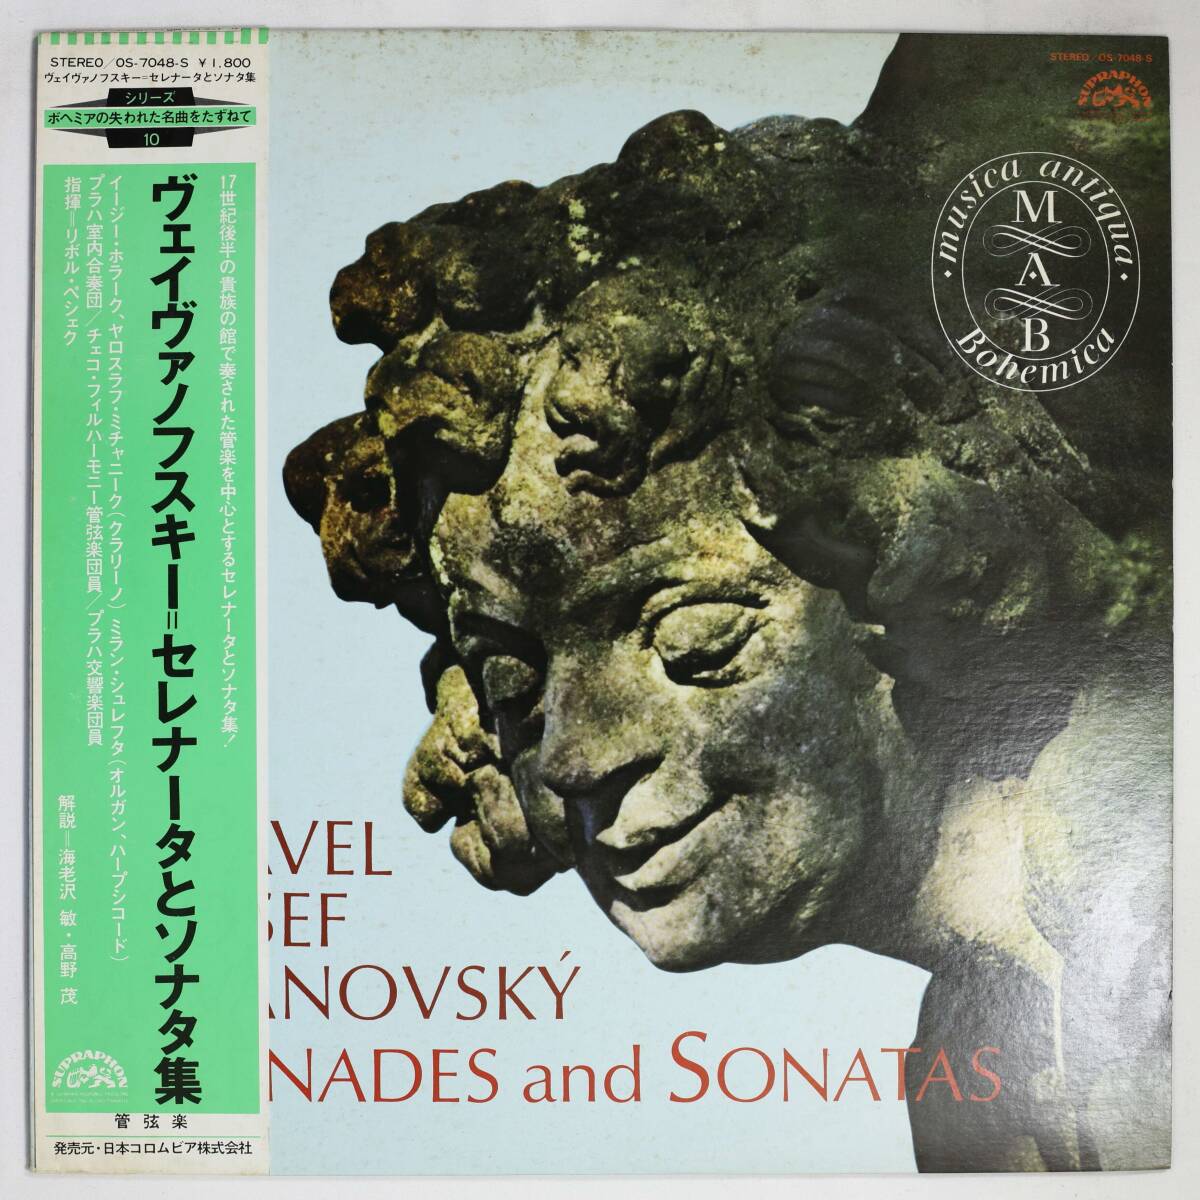 STEREO/OS-7048-S ¥1,800
ヴェイヴァノフスキー=セレナータとソナタ集
シリーズ
ボヘミアの失われた名曲をたずねて
10
17世紀後半の貴族の館で奏された管楽を中心とするセレナータとソナタ集!
ヴェイヴァノフスキー=セレナータとソナタ集
イージー・ホラーク、ヤロスラフ・ミチャニーク(クラリーノ) ミラン・シュレフタ(オルガン、ハープシコード)
プラハ室内合奏団/チェコ・フィルハーモニー管弦楽団員/プラハ交響楽団員
指揮=リボル・ペシェク
解説=海老沢 敏・高野 茂
SUPRAPHON
管弦楽
発売元・日本コロムビア株式会社
STEREO/OS-7048-S
SUPRAPHON
·musica antiqua·
M
A
B
Bohemica
AVEL
SEF
ANOVSKÝ
NADES and SONATAS